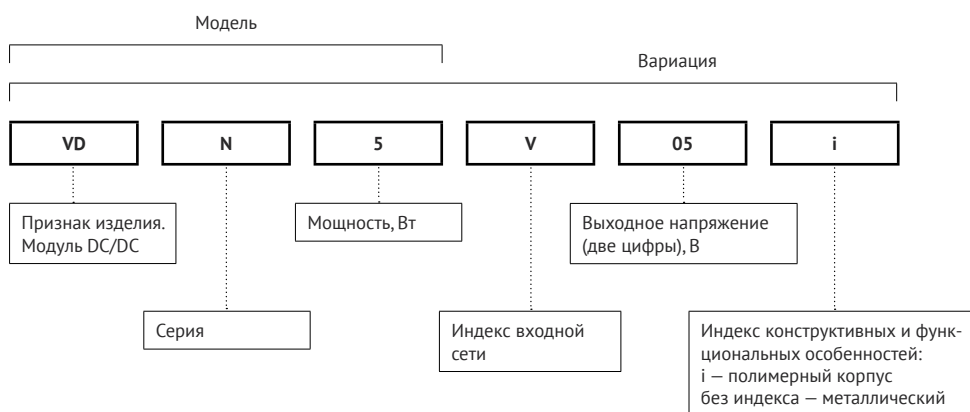 Модель
Вариация
VD
N
5
V
05
i
Признак изделия.
Модуль DC/DC
Мощность, Вт
Выходное напряжение
(две цифры), В
Серия
Индекс входной
сети
Индекс конструктивных и функ-
циональных особенностей:
i — полимерный корпус
без индекса — металлический